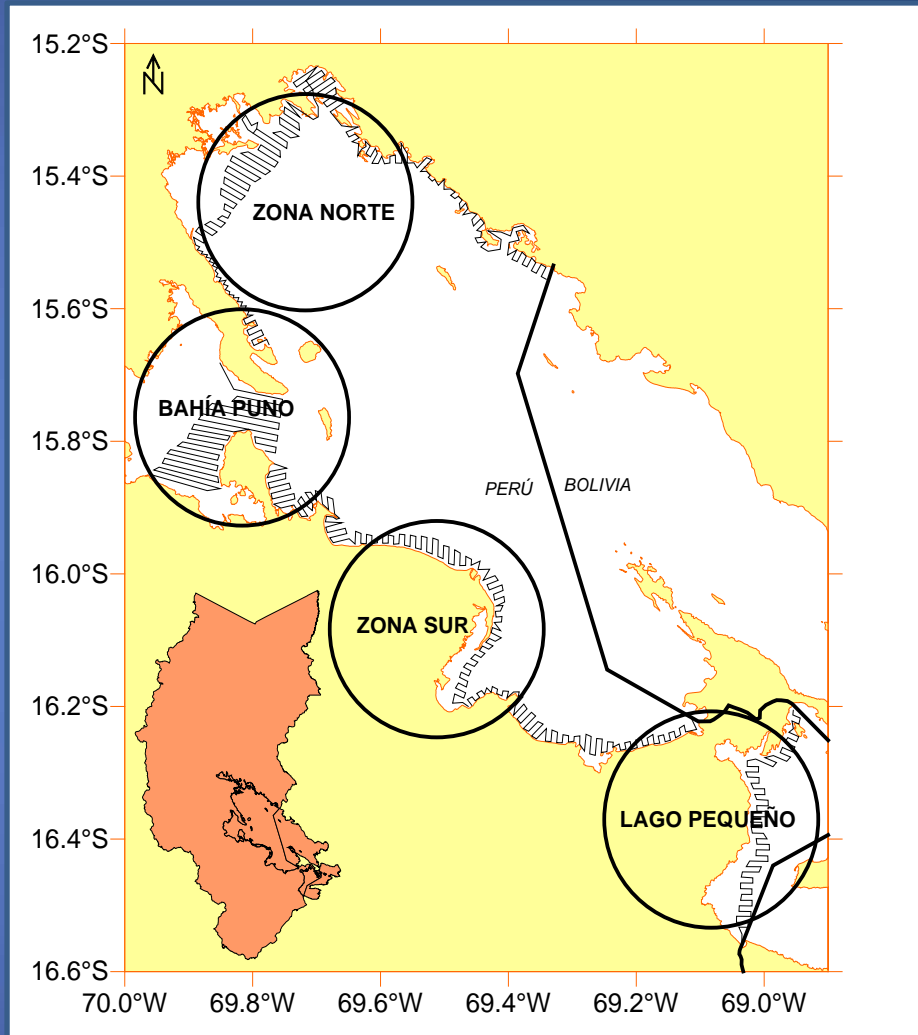 15.2°S
N
15.4°S
ZONA NORTE
15.6°S
BAHÍA PUNO
15.8°S
PERÚ BOLIVIA
16.0°S
ZONA SUR
16.2°S
LAGO PEQUEÑO
16.4°S
16.6°S
70.0°W 69.8°W 69.6°W 69.4°W 69.2°W 69.0°W